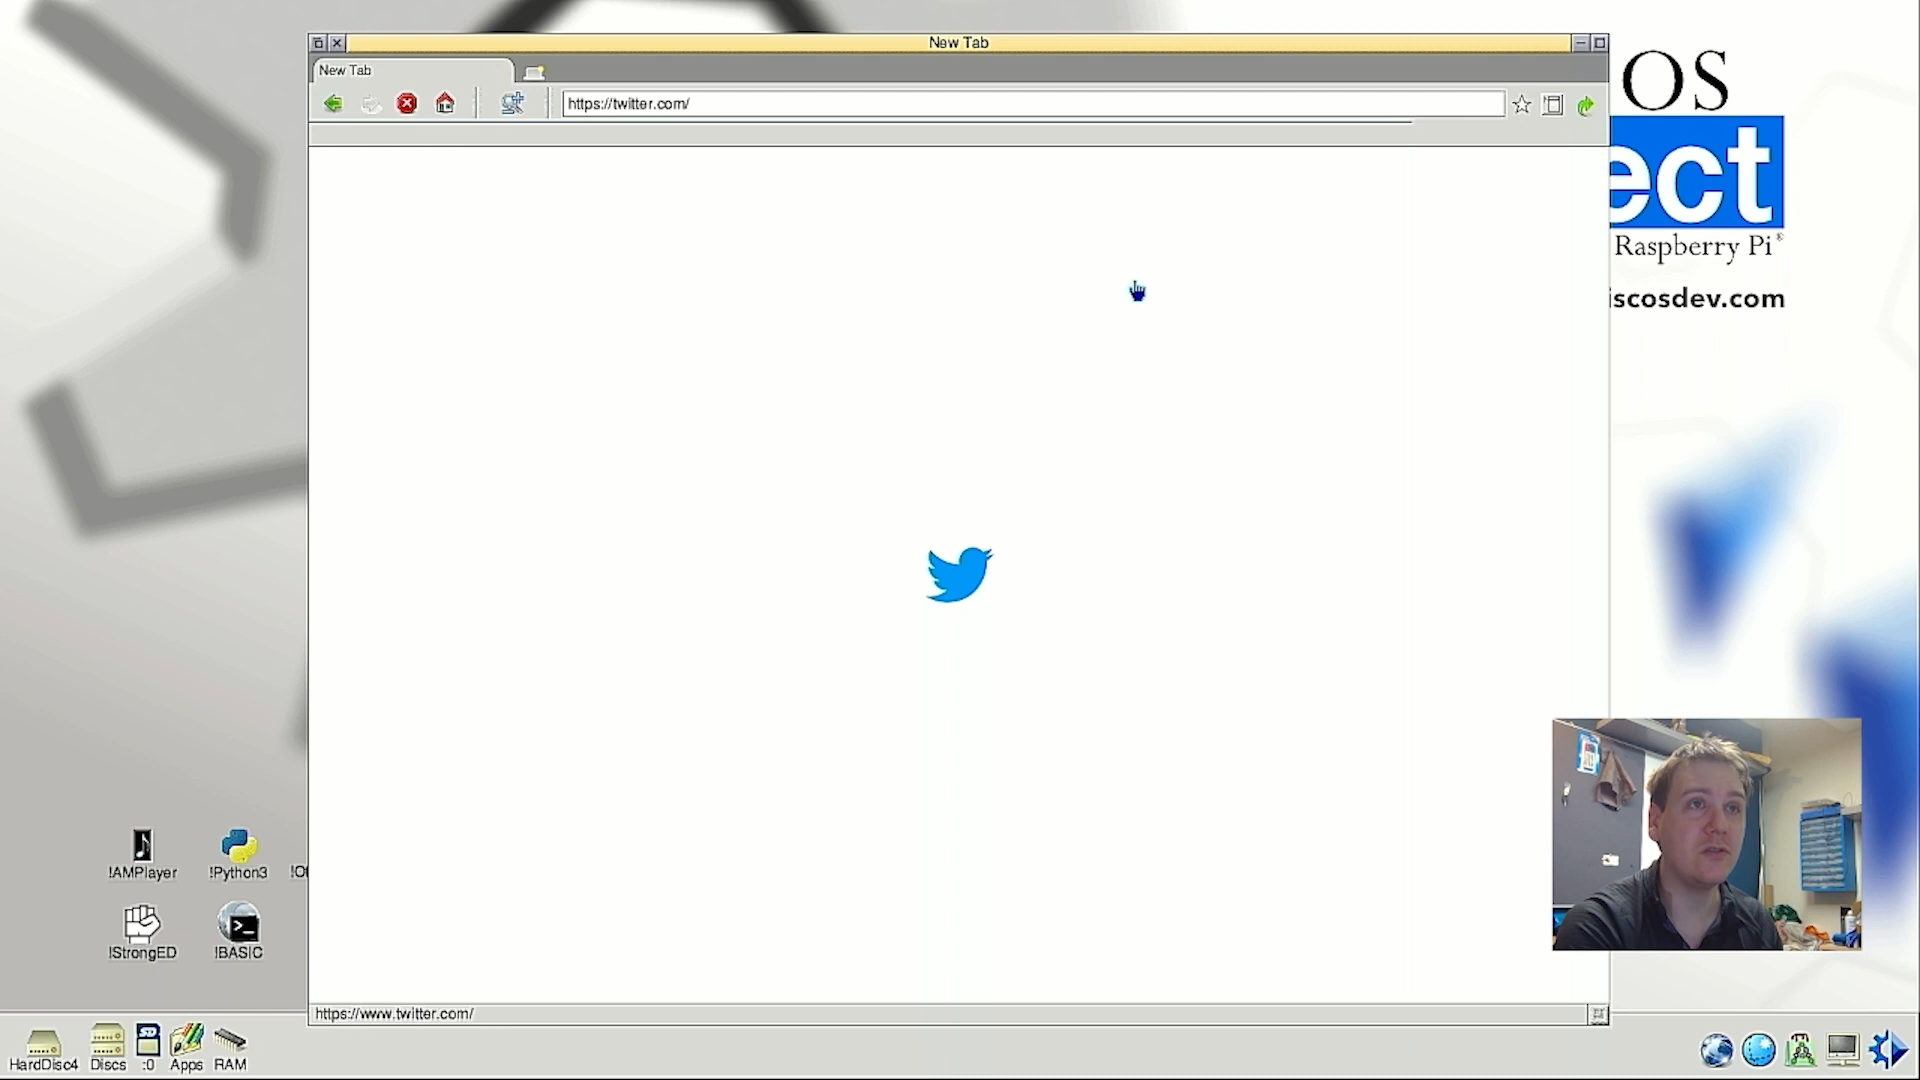 New Tab
New Tab
https://twitter.com/
OS
ect
Raspberry Pi®
iscosdev.com
!AMPlayer
!Python3
!StrongED
!BASIC
https://www.twitter.com/
HardDisc4
Discs
:0
Apps
RAM